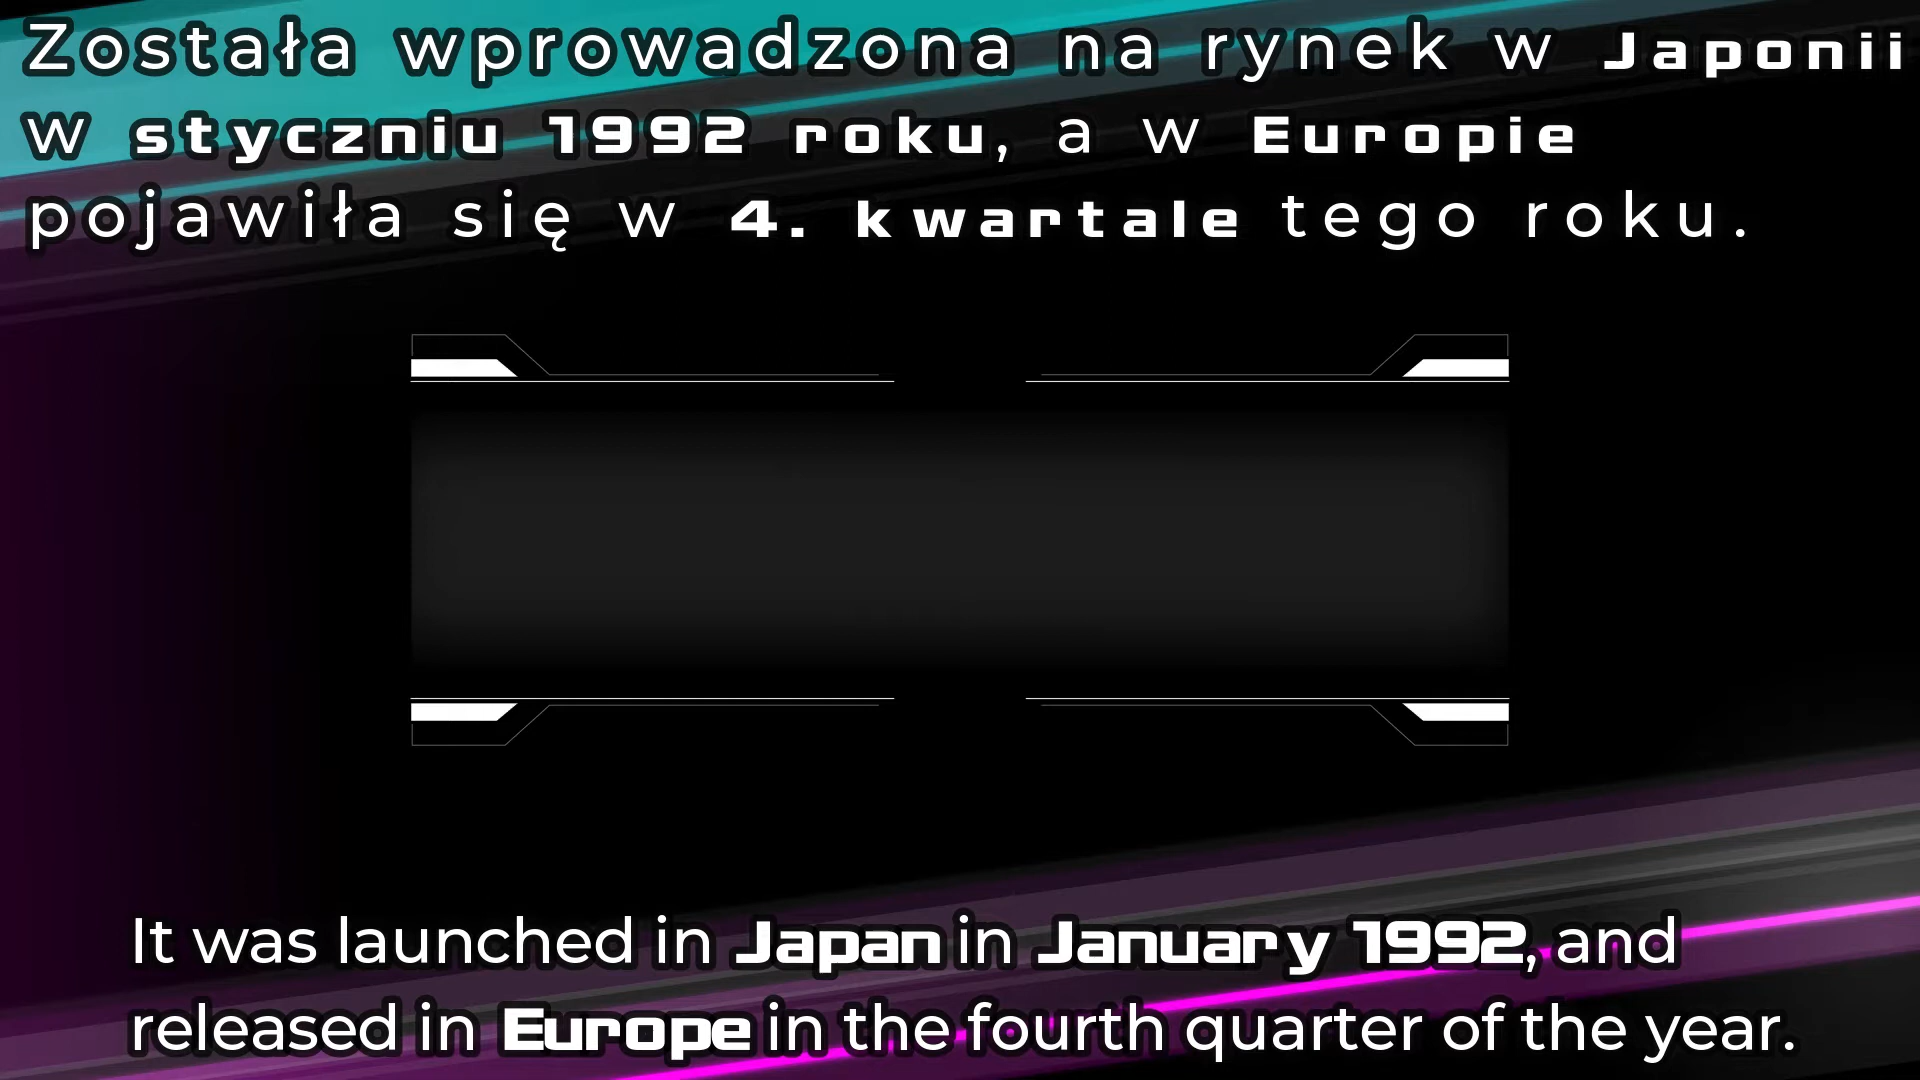 Została wprowadzona na rynek w Japonii
w styczniu 1992 roku, a w Europie
pojawiła się w 4. kwartale tego roku.
It was launched in Japan in January 1992, and
released in Europe in the fourth quarter of the year.